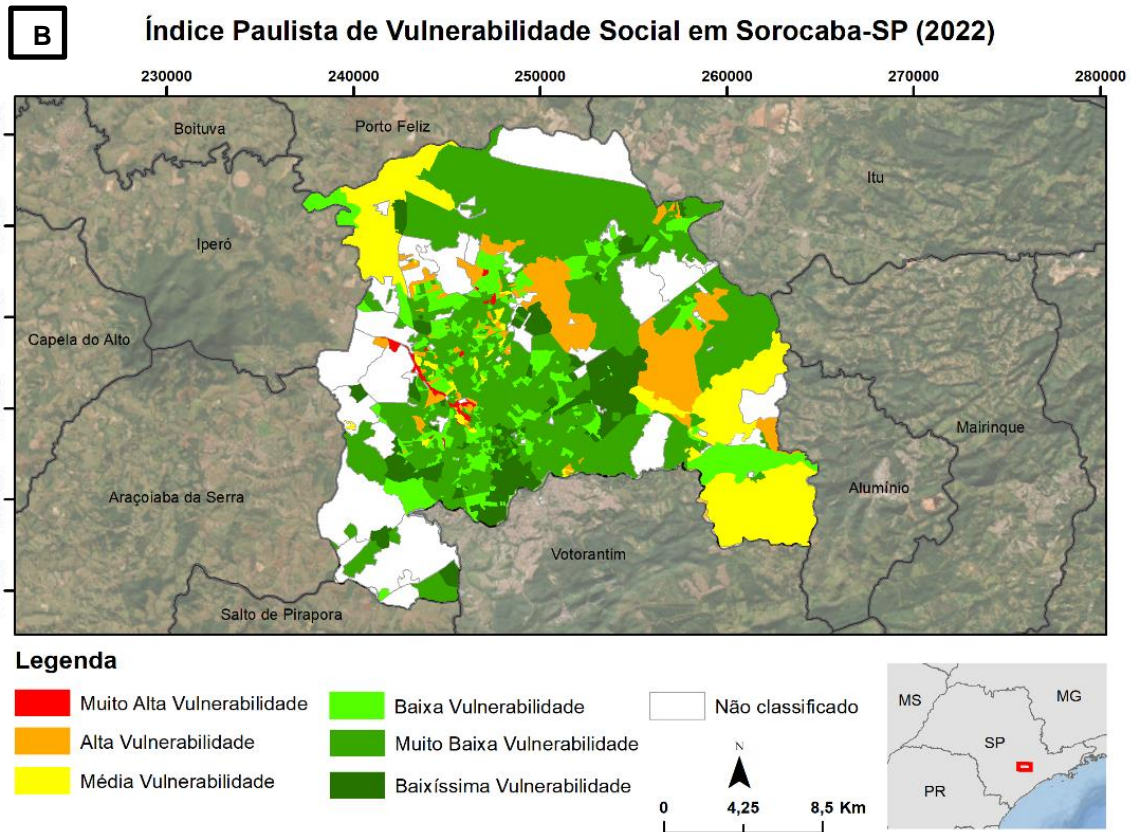 B
Índice Paulista de Vulnerabilidade Social em Sorocaba-SP (2022)
230000 240000 250000 260000 270000 280000
Boituva
Porto Feliz
Itu
Iperó
Capela do Alto
Mairinque
Araçoiaba da Serra
Alumínio
Votorantim
Salto de Pirapora
Legenda
Muito Alta Vulnerabilidade
Alta Vulnerabilidade
Média Vulnerabilidade
Baixa Vulnerabilidade
Muito Baixa Vulnerabilidade
Baixíssima Vulnerabilidade
Não classificado
N
0 4,25 8,5 Km
MS
MG
SP
PR